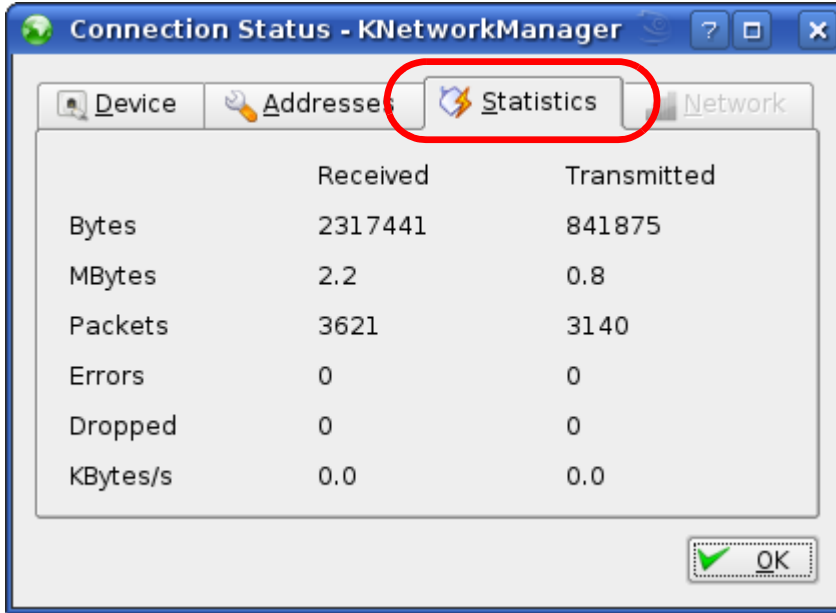 Connection Status - KNetworkManager
Device Addresses Statistics Network
Received Transmitted
Bytes 2317441 841875
MBytes 2.2 0.8
Packets 3621 3140
Errors 0 0
Dropped 0 0
KBytes/s 0.0 0.0
OK